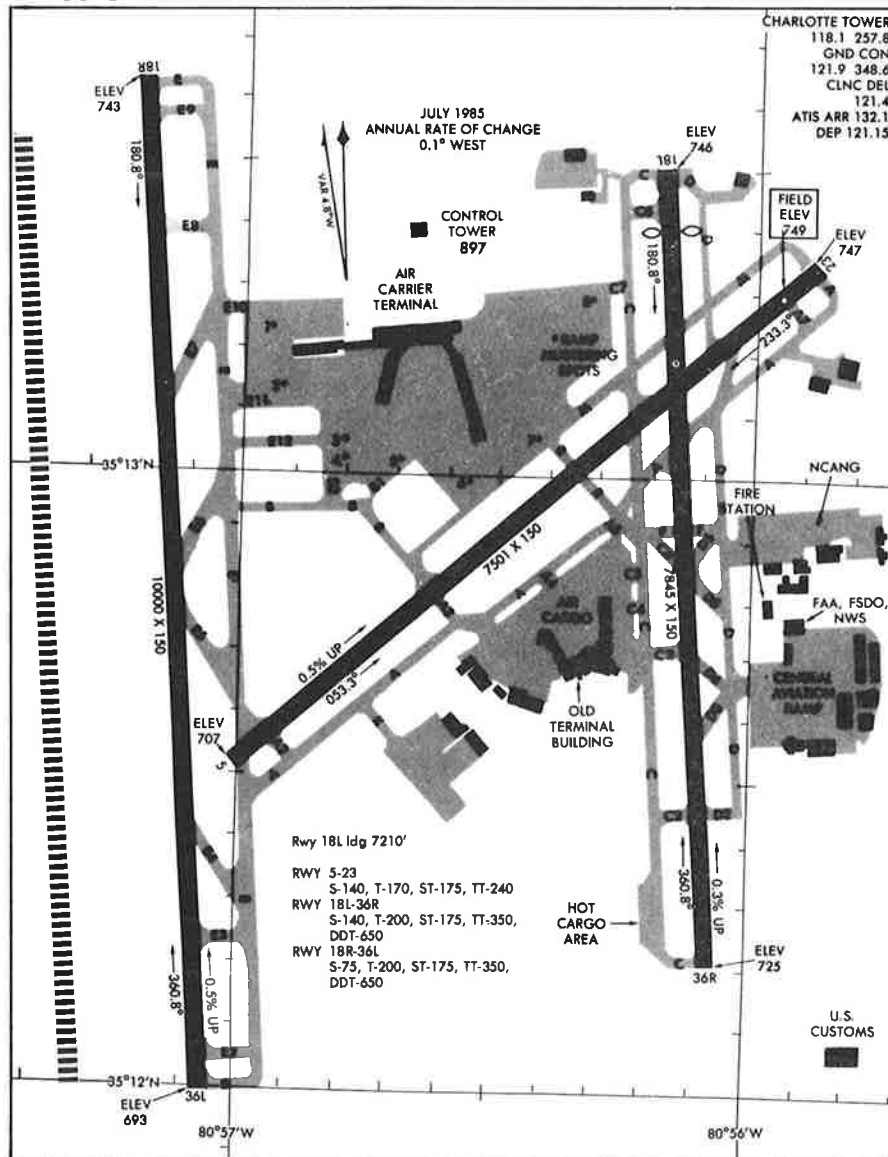 CHARLOTTE TOWER
118.1 257.8
GND CON
121.9 348.6
CLNC DEL
121.4
ATIS ARR 132.1
DEP 121.15
18R
ELEV
743
E9
E8
180.8°
JULY 1985
ANNUAL RATE OF CHANGE
0.1° WEST
VAR 4.8°W
CONTROL
TOWER
897
AIR
CARRIER
TERMINAL
ELEV
746
18L
180.8°
FIELD
ELEV
749
ELEV
747
23
233.3°
RAMP
SPOTS
35°13'N
NCANG
FIRE
STATION
FAA, FSDO,
NWS
AVIATION
RAMP
7501 X 150
7845 X 150
10000 X 150
AIR
CARGO
OLD
TERMINAL
BUILDING
0.5% UP
053.3°
ELEV
707
5
Rwy 18L ldg 7210'
RWY 5-23
S-140, T-170, ST-175, TT-240
RWY 18L-36R
S-140, T-200, ST-175, TT-350,
DDT-650
RWY 18R-36L
S-75, T-200, ST-175, TT-350,
DDT-650
HOT
CARGO
AREA
360.8°
0.3% UP
ELEV
725
36R
360.8°
0.5% UP
U.S.
CUSTOMS
35°12'N
ELEV
693
36L
80°57'W
80°56'W